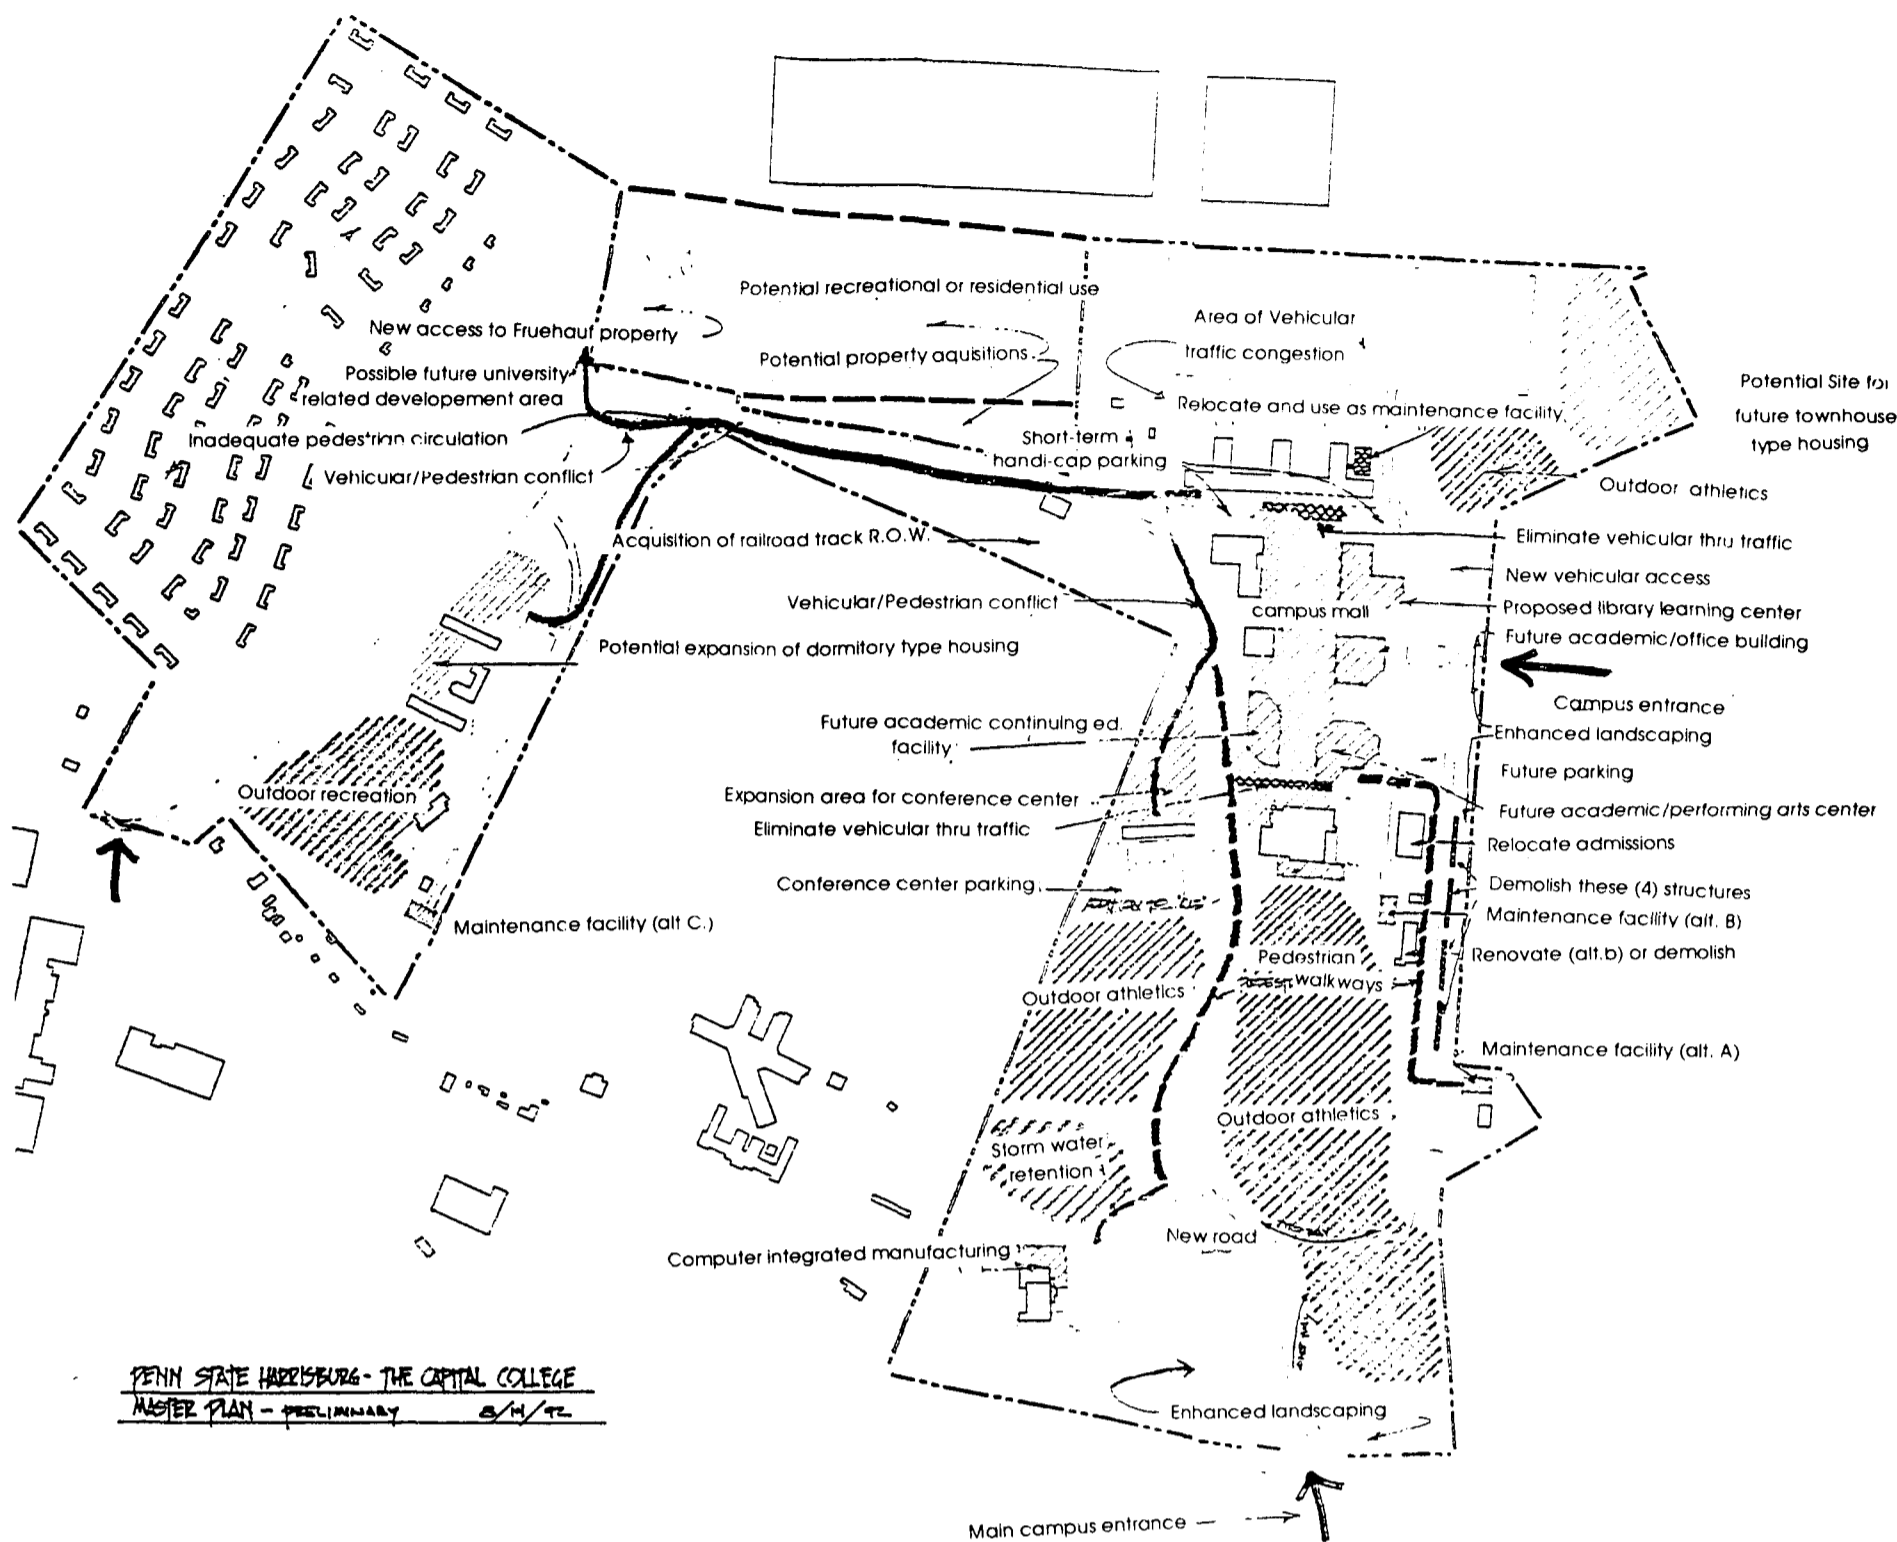 Potential recreational or residential use
New access to Fruehauf property
Area of Vehicular
traffic congestion
Potential property aquisitions.
Possible future university
related developement area
Potential Site for
future townhouse
type housing
Relocate and use as maintenance facility
Inadequate pedestrian circulation
Short-term
handi-cap parking
Vehicular/Pedestrian conflict
Outdoor athletics
Acquisition of railroad track R.O.W.
Eliminate vehicular thru traffic
New vehicular access
Vehicular/Pedestrian conflict
campus mall
Proposed library learning center
Future academic/office building
Potential expansion of dormitory type housing
Campus entrance
Future academic continuing ed.
facility
Enhanced landscaping
Future parking
Outdoor recreation
Expansion area for conference center
Future academic/performing arts center
Eliminate vehicular thru traffic
Relocate admissions
Conference center parking
Demolish these (4) structures
Maintenance facility (alt. B)
Maintenance facility (alt C.)
Renovate (alt.b) or demolish
Pedestrian
walkways
Outdoor athletics
Maintenance facility (alt. A)
Outdoor athletics
Storm water
retention
New road
Computer integrated manufacturing
PENN STATE HARRISBURG - THE CAPITAL COLLEGE
MASTER PLAN - PRELIMINARY
Enhanced landscaping
Main campus entrance